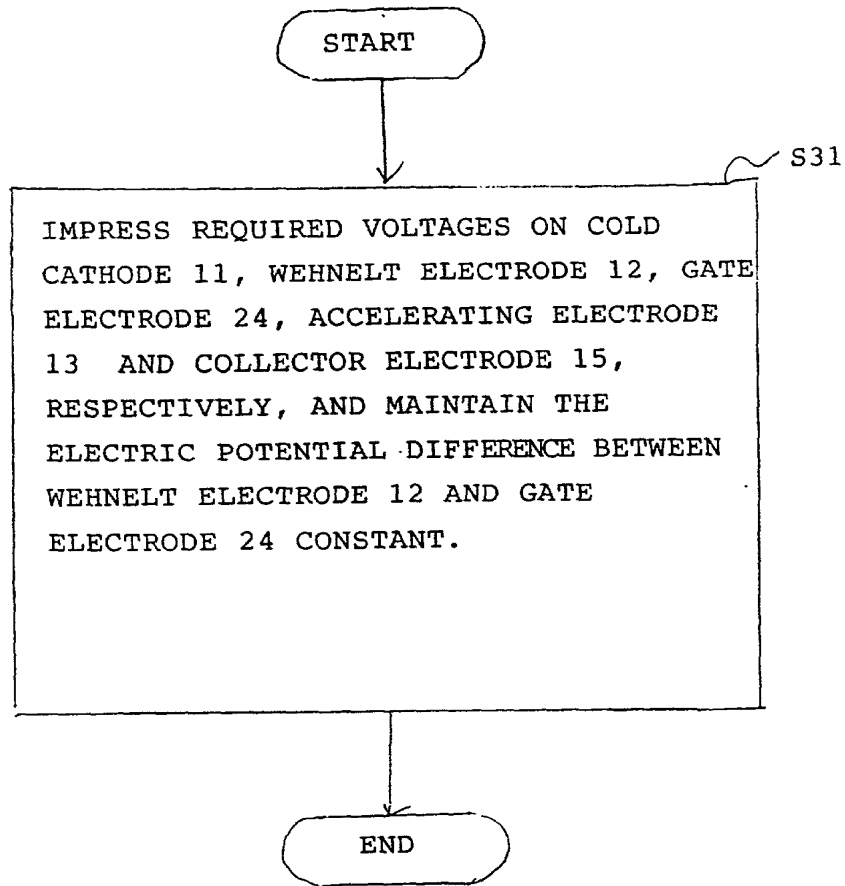 START
S31
IMPRESS REQUIRED VOLTAGES ON COLD
CATHODE 11, WEHNELT ELECTRODE 12, GATE
ELECTRODE 24, ACCELERATING ELECTRODE
13 AND COLLECTOR ELECTRODE 15,
RESPECTIVELY, AND MAINTAIN THE
ELECTRIC POTENTIAL DIFFERENCE BETWEEN
WEHNELT ELECTRODE 12 AND GATE
ELECTRODE 24 CONSTANT.
END